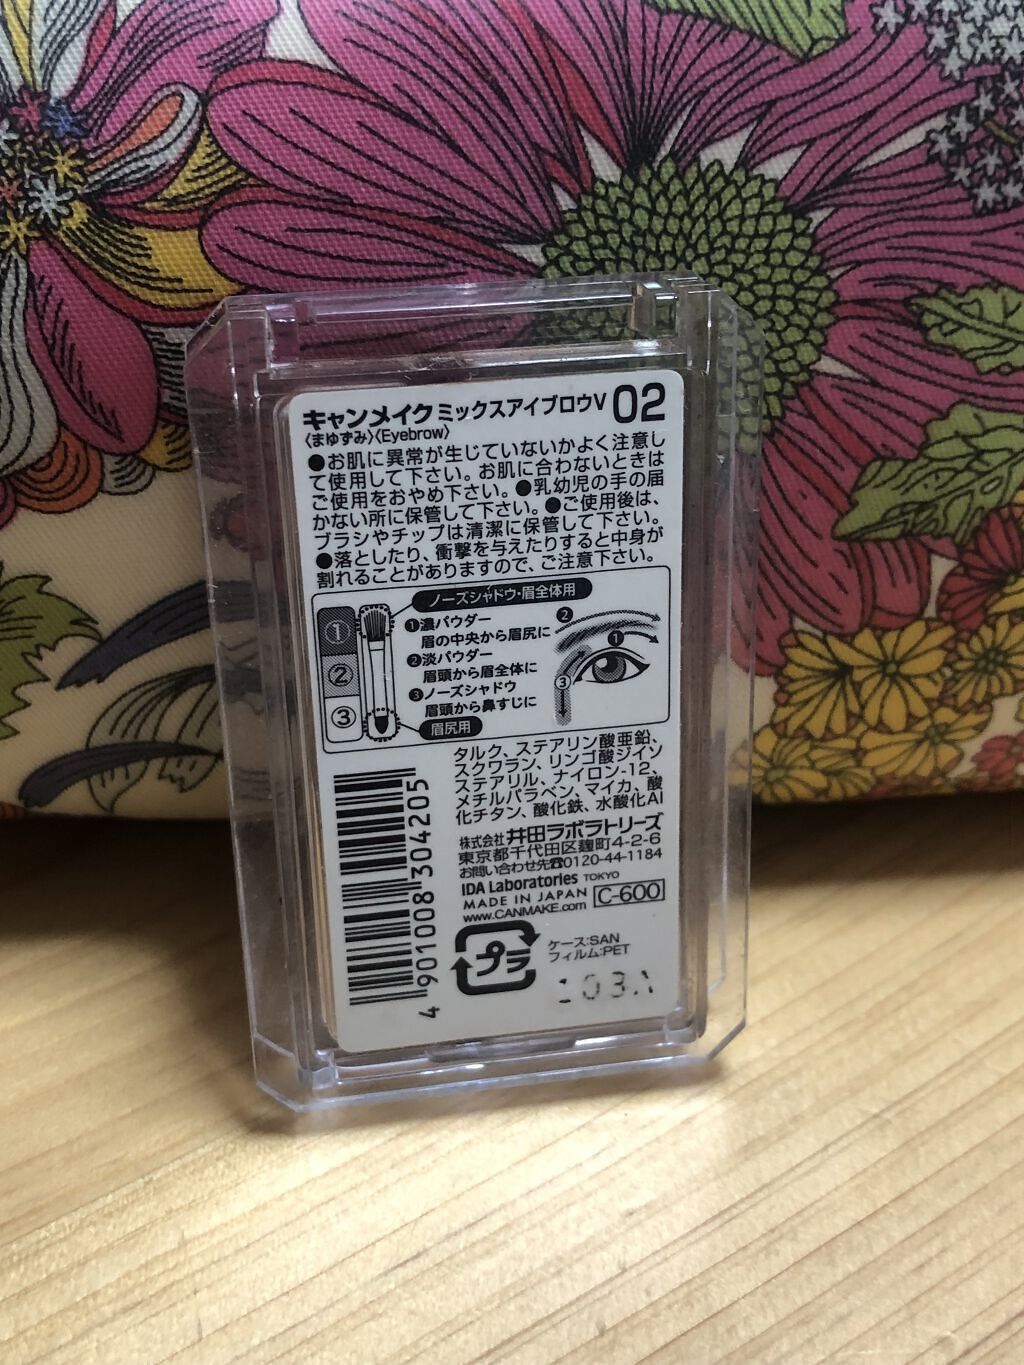 キャンメイク ミックスアイブロウV 02
〈まゆずみ〉〈Eyebrow〉
●お肌に異常が生じていないかよく注意し
て使用して下さい。お肌に合わないときは
ご使用をおやめ下さい。●乳幼児の手の届
かない所に保管して下さい。●ご使用後は、
ブラシやチップは清潔に保管して下さい。
●落としたり、衝撃を与えたりすると中身が
割れることがありますので、ご注意下さい。
ノーズシャドウ・眉全体用
①
②
③
❶濃パウダー
眉の中央から眉尻に
❷淡パウダー
眉頭から眉全体に
❸ノーズシャドウ
眉頭から鼻すじに
眉尻用
❷
❶
③
タルク、ステアリン酸亜鉛、
スクワラン、リンゴ酸ジイソ
ステアリル、ナイロン-12、
メチルパラベン、マイカ、酸
化チタン、酸化鉄、水酸化Al
株式会社 井田ラボラトリーズ
東京都千代田区麹町4-2-6
お問い合わせ先☎0120-44-1184
IDA Laboratories TOKYO
MADE IN JAPAN C-600
www.CANMAKE.com
プラ
ケース:SAN
フィルム:PET
4 901008 304205